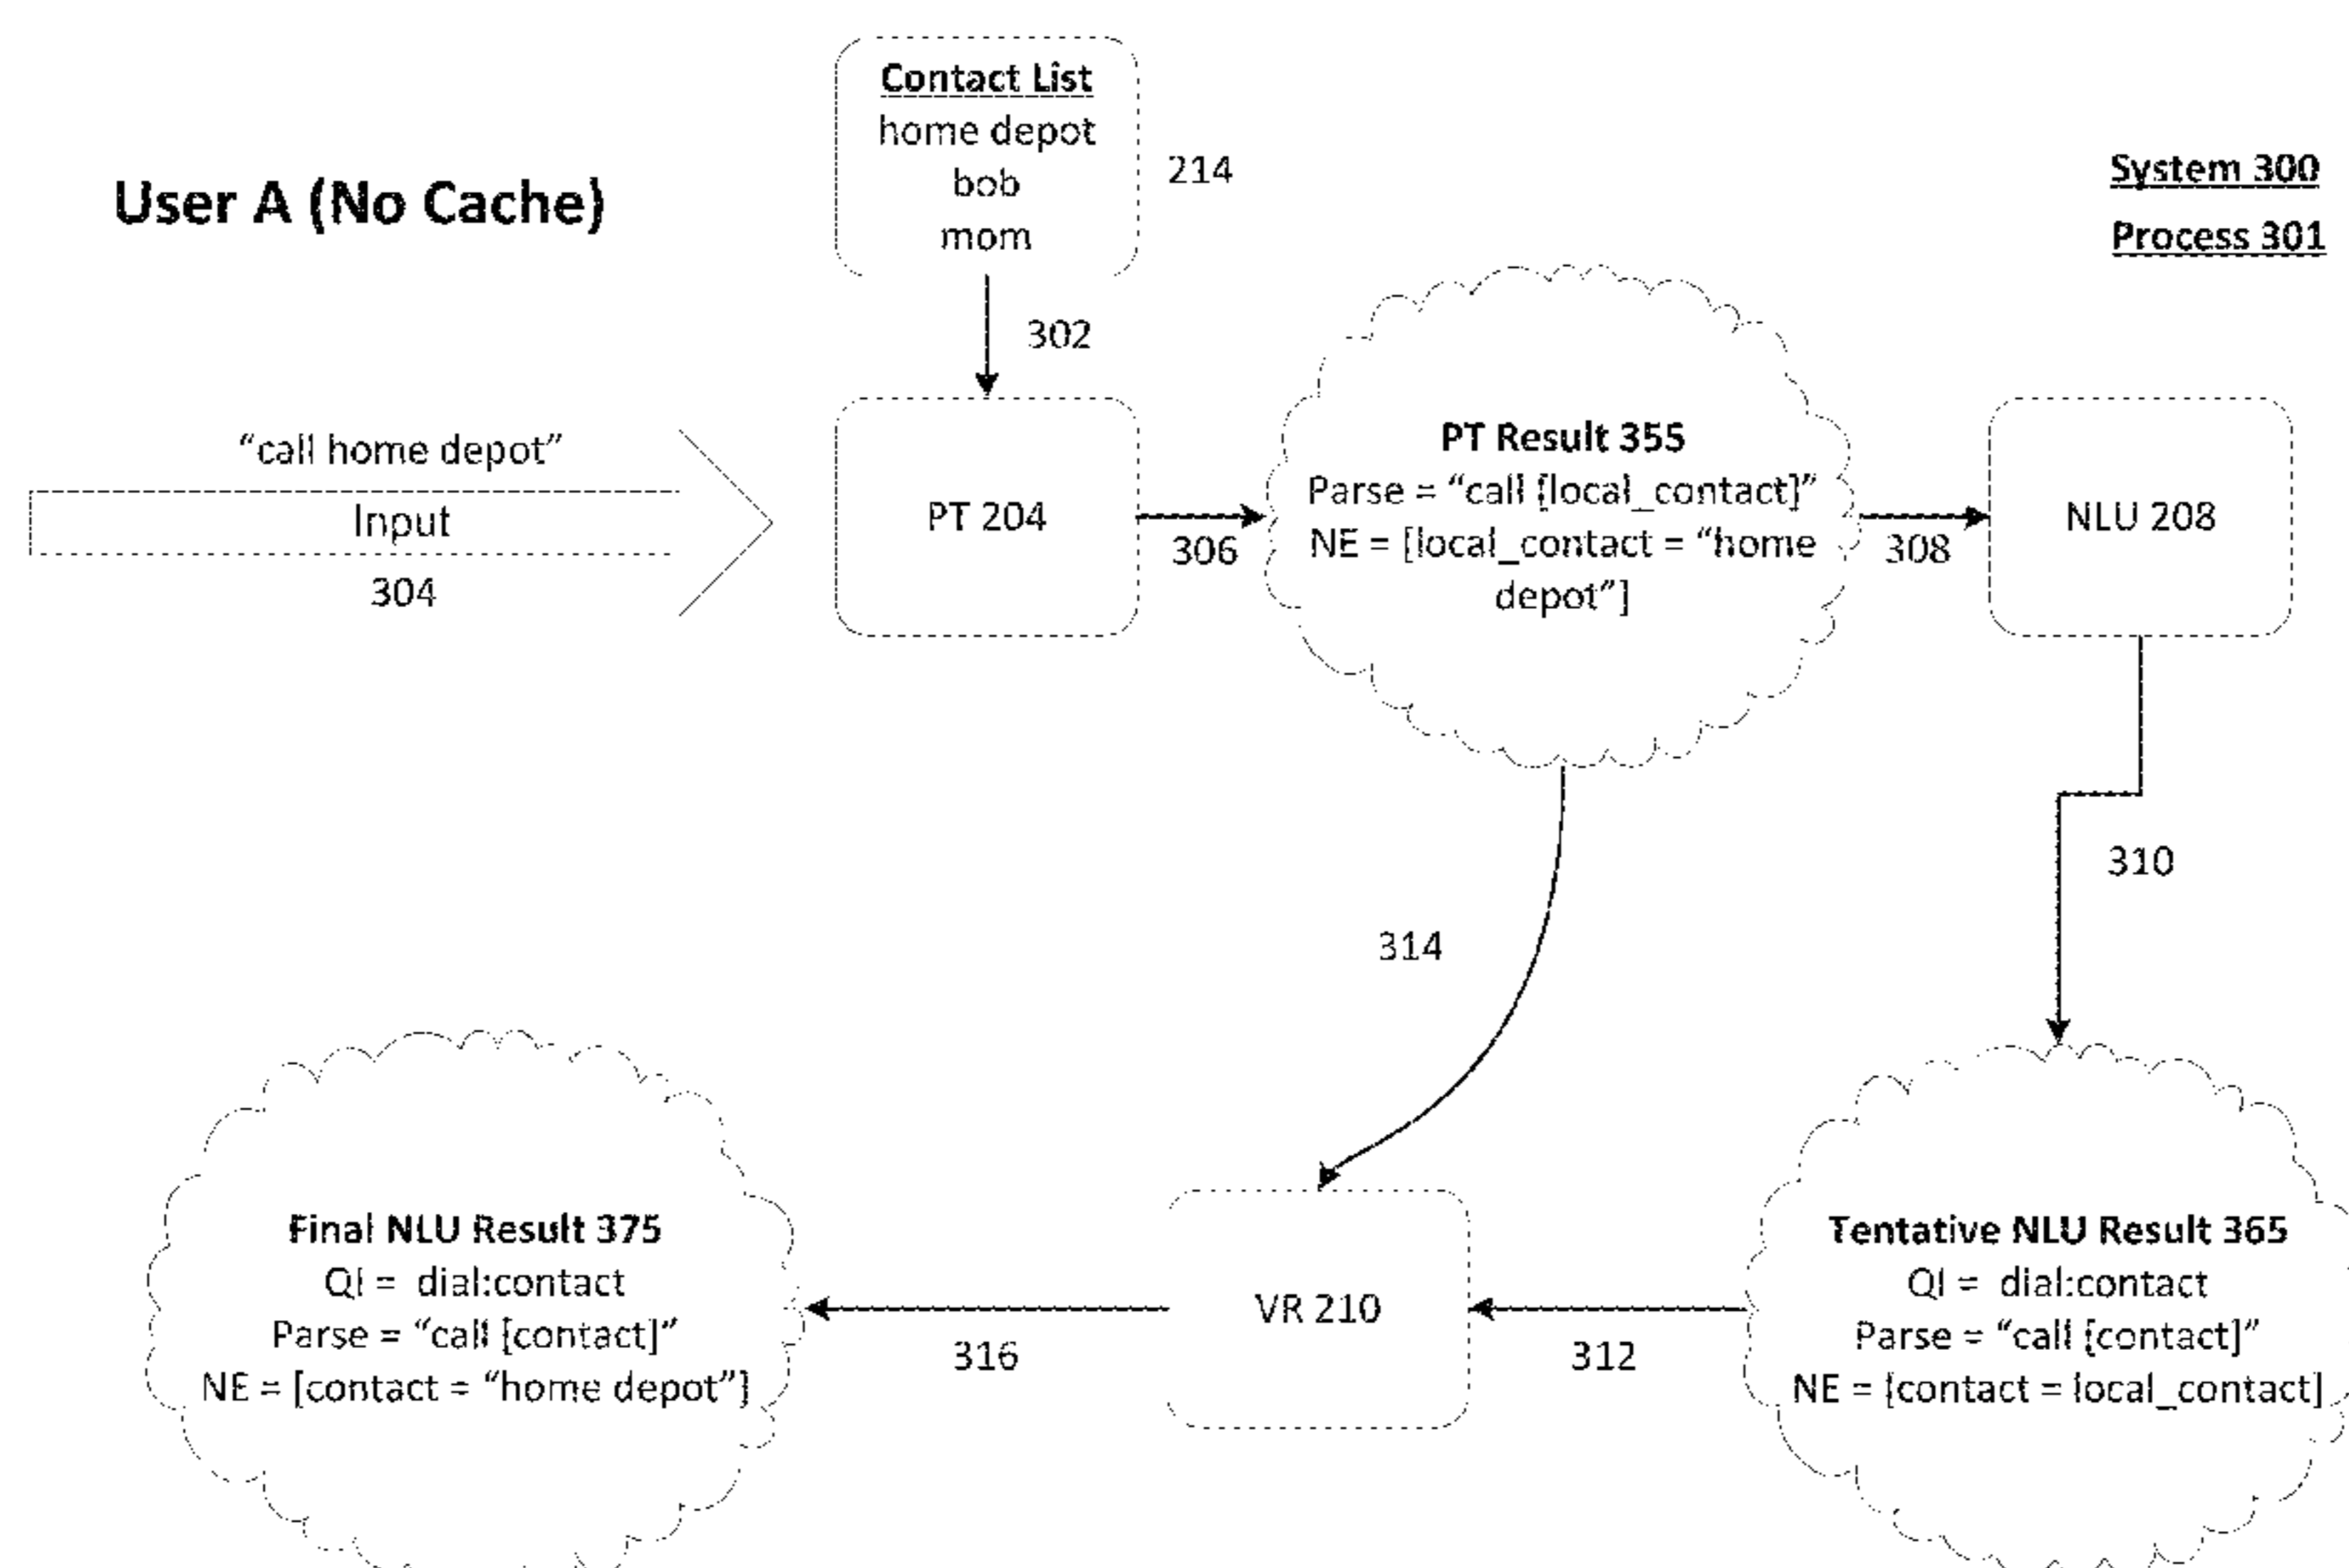 Contact List
home depot
bob
mom
214
User A (No Cache)
System 300
Process 301
302
“call home depot”
Input
304
PT 204
306
PT Result 355
Parse = “call [local_contact]”
NE = [local_contact = “home
depot”]
308
NLU 208
310
314
Final NLU Result 375
QI = dial:contact
Parse = “call [contact]”
NE = [contact = “home depot”]
316
VR 210
312
Tentative NLU Result 365
QI = dial:contact
Parse = “call [contact]”
NE = [contact = local_contact]